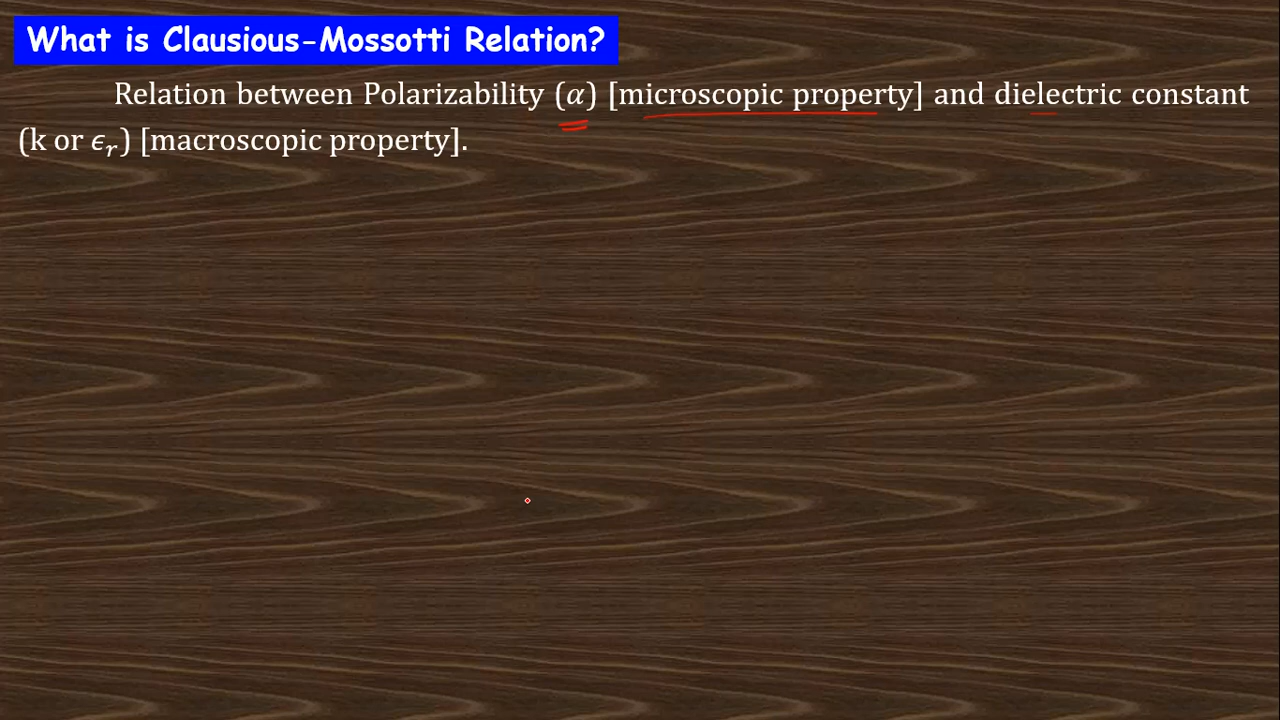 What is Clausious-Mossotti Relation?
Relation between Polarizability (α) [microscopic property] and dielectric constant
(k or ϵᵣ) [macroscopic property].